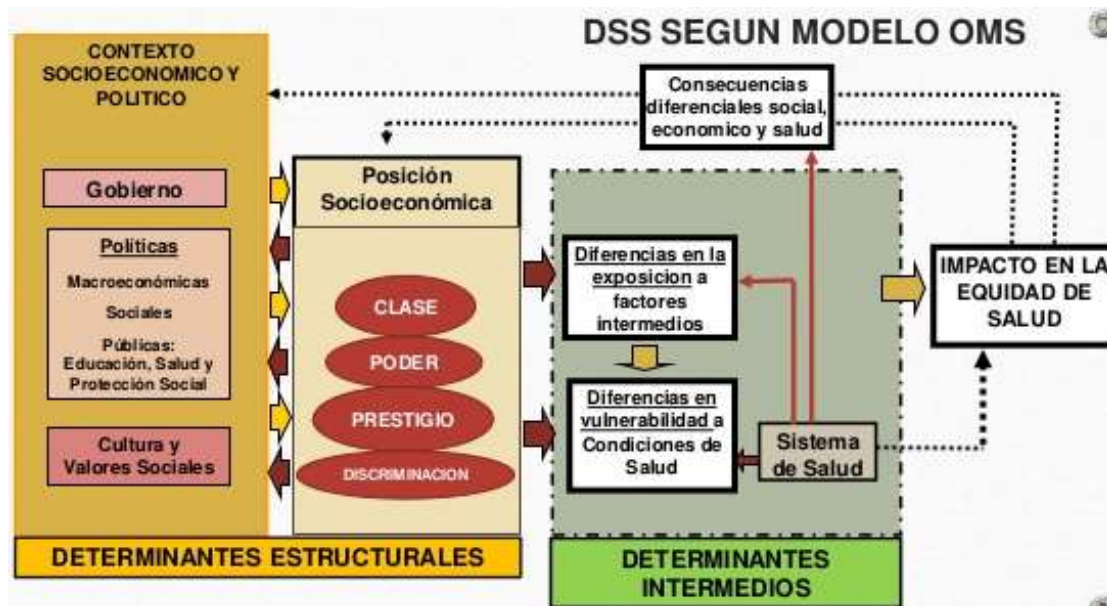 DSS SEGUN MODELO OMS
CONTEXTO
SOCIOECONOMICO Y
POLITICO
Gobierno
Políticas
Macroeconómicas
Sociales
Públicas:
Educación, Salud y
Protección Social
Cultura y
Valores Sociales
Posición
Socioeconómica
CLASE
PODER
PRESTIGIO
DISCRIMINACION
DETERMINANTES ESTRUCTURALES
Consecuencias
diferenciales social,
economico y salud
Diferencias en la
exposicion a
factores
intermedios
Diferencias en
vulnerabilidad a
Condiciones de
Salud
Sistema
de Salud
DETERMINANTES
INTERMEDIOS
IMPACTO EN LA
EQUIDAD DE
SALUD